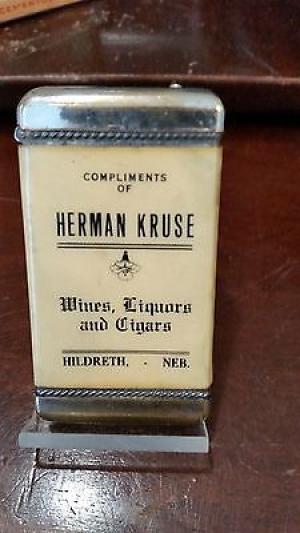 COMPLIMENTS
OF
HERMAN KRUSE
Wines, Liquors
and Cigars
HILDRETH, - NEB.